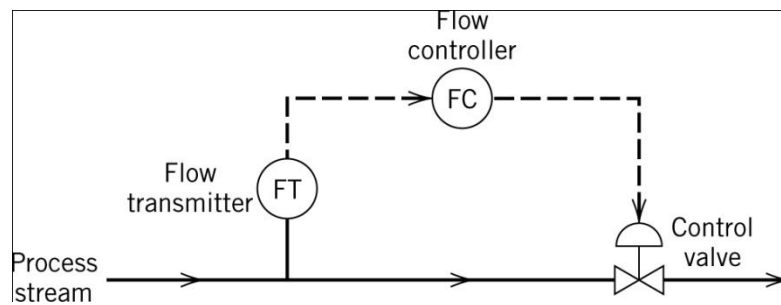 Flow
controller
FC
Flow
transmitter
FT
Control
valve
Process
stream